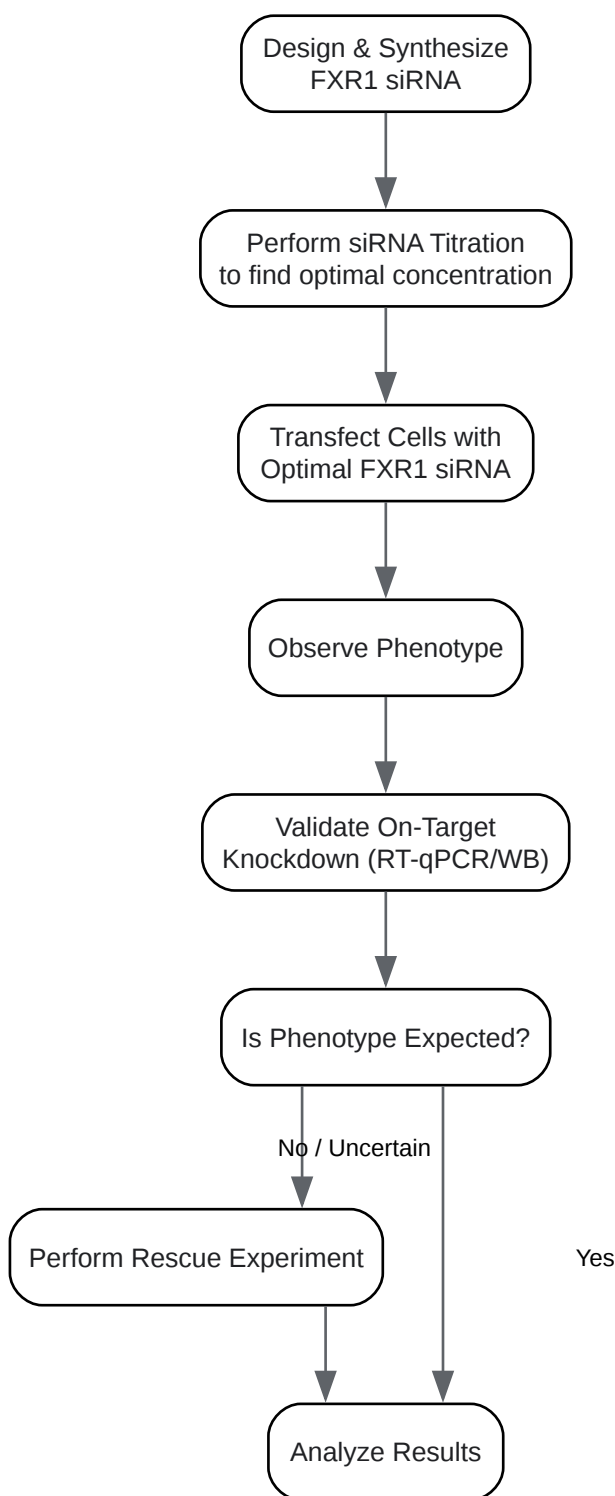 Design & Synthesize
FXR1 siRNA
Perform siRNA Titration
to find optimal concentration
Transfect Cells with
Optimal FXR1 siRNA
Observe Phenotype
Validate On-Target
Knockdown (RT-qPCR/WB)
Is Phenotype Expected?
No / Uncertain
Perform Rescue Experiment
Yes
Analyze Results